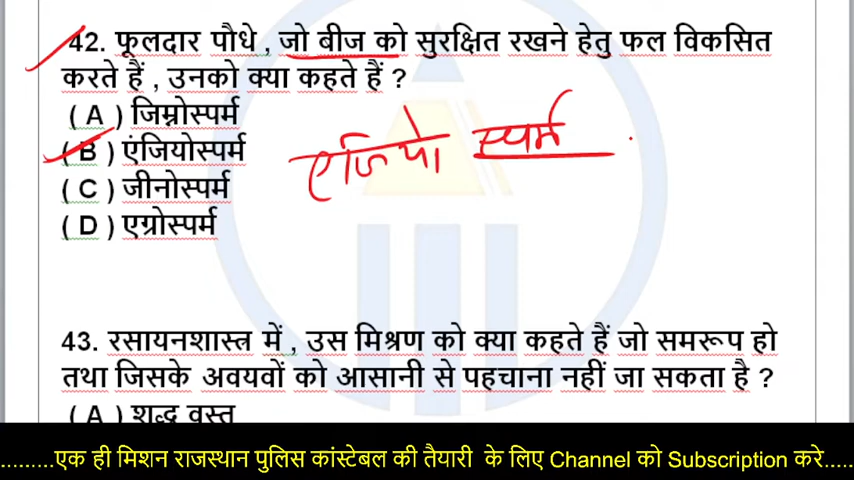 42. फूलदार पौधे , जो बीज को सुरक्षित रखने हेतु फल विकसित
करते हैं , उनको क्या कहते हैं ?
( A ) जिम्नोस्पर्म
( B ) एंजियोस्पर्म
एंजियो स्पर्म
( C ) जीनोस्पर्म
( D ) एग्रोस्पर्म
43. रसायनशास्त्र में , उस मिश्रण को क्या कहते हैं जो समरूप हो
तथा जिसके अवयवों को आसानी से पहचाना नहीं जा सकता है ?
( A ) शुद्ध वस्तु
.........एक ही मिशन राजस्थान पुलिस कांस्टेबल की तैयारी के लिए Channel को Subscription करे.....